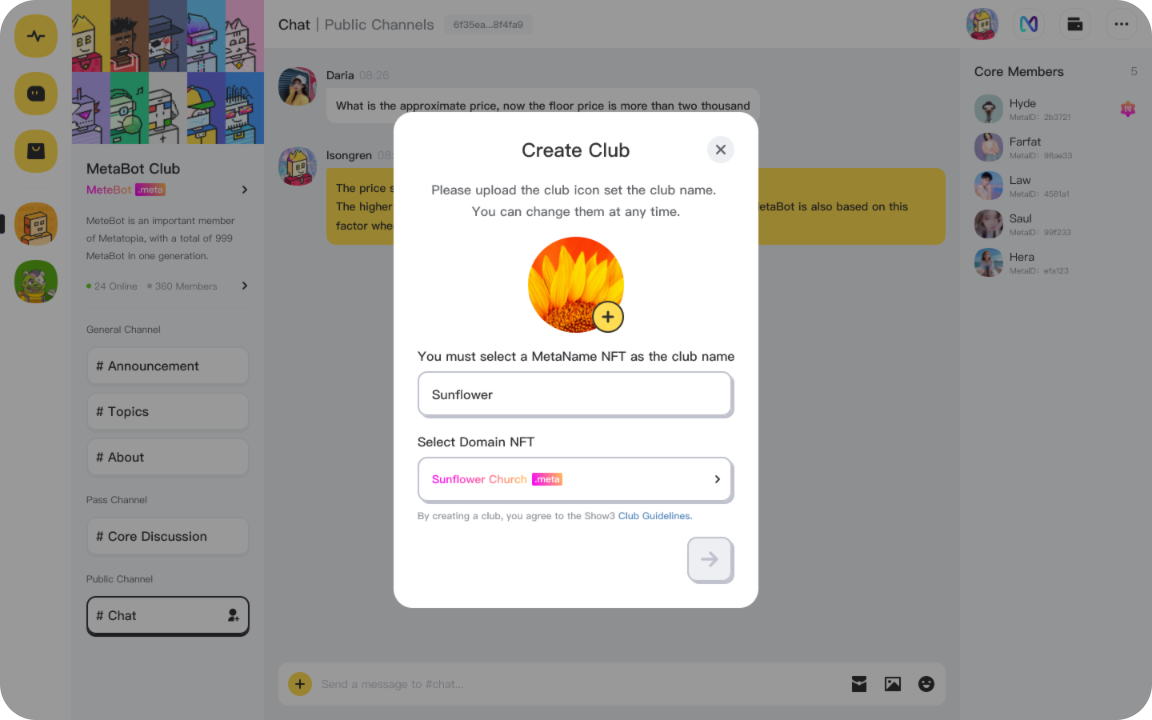 MetaBot Club
MeteBot .meta
MeteBot is an important member
of Metatopia, with a total of 999
MetaBot in one generation.
24 Online 360 Members
General Channel
# Announcement
# Topics
# About
Pass Channel
# Core Discussion
Public Channel
# Chat
Chat | Public Channels 6f35ea...8f4fa9
Daria 08:26
What is the approximate price, now the floor price is more than two thousand
Isongren 08:
The price s
The higher
etaBot is also based on this
factor whe
Create Club
Please upload the club icon set the club name.
You can change them at any time.
You must select a MetaName NFT as the club name
Sunflower
Select Domain NFT
Sunflower Church .meta
By creating a club, you agree to the Show3 Club Guidelines.
Send a message to #chat...
Core Members 5
Hyde
MetaID: 2b3721
Farfat
MetaID: 9fbae33
Law
MetaID: 4581a1
Saul
MetaID: 99f233
Hera
MetaID: efa123